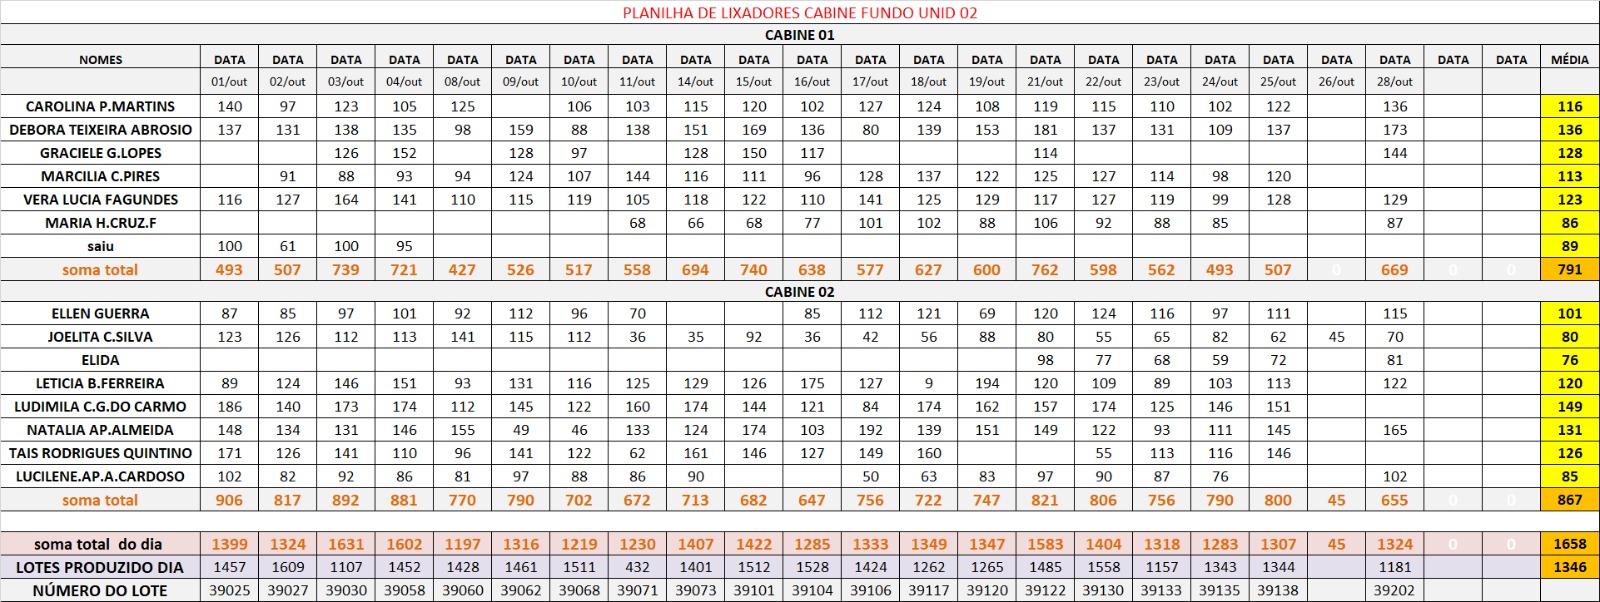 PLANILHA DE LIXADORES CABINE FUNDO UNID 02
CABINE 01
NOMES DATA DATA DATA DATA DATA DATA DATA DATA DATA DATA DATA DATA DATA DATA DATA DATA DATA DATA DATA DATA DATA DATA DATA MÉDIA
01/out 02/out 03/out 04/out 08/out 09/out 10/out 11/out 14/out 15/out 16/out 17/out 18/out 19/out 21/out 22/out 23/out 24/out 25/out 26/out 28/out
CAROLINA P.MARTINS 140 97 123 105 125 106 103 115 120 102 127 124 108 119 115 110 102 122 136 116
DEBORA TEIXEIRA ABROSIO 137 131 138 135 98 159 88 138 151 169 136 80 139 153 181 137 131 109 137 173 136
GRACIELE G.LOPES 126 152 128 97 128 150 117 114 144 128
MARCILIA C.PIRES 91 88 93 94 124 107 144 116 111 96 128 137 122 125 127 114 98 120 113
VERA LUCIA FAGUNDES 116 127 164 141 110 115 119 105 118 122 110 141 125 129 117 127 119 99 128 129 123
MARIA H.CRUZ.F 68 66 68 77 101 102 88 106 92 88 85 87 86
saiu 100 61 100 95 89
soma total 493 507 739 721 427 526 517 558 694 740 638 577 627 600 762 598 562 493 507 0 669 0 0 791
CABINE 02
ELLEN GUERRA 87 85 97 101 92 112 96 70 85 112 121 69 120 124 116 97 111 115 101
JOELITA C.SILVA 123 126 112 113 141 115 112 36 35 92 36 42 56 88 80 55 65 82 62 45 70 80
ELIDA 98 77 68 59 72 81 76
LETICIA B.FERREIRA 89 124 146 151 93 131 116 125 129 126 175 127 9 194 120 109 89 103 113 122 120
LUDIMILA C.G.DO CARMO 186 140 173 174 112 145 122 160 174 144 121 84 174 162 157 174 125 146 151 149
NATALIA AP.ALMEIDA 148 134 131 146 155 49 46 133 124 174 103 192 139 151 149 122 93 111 145 165 131
TAIS RODRIGUES QUINTINO 171 126 141 110 96 141 122 62 161 146 127 149 160 55 113 116 146 126
LUCILENE.AP.A.CARDOSO 102 82 92 86 81 97 88 86 90 50 63 83 97 90 87 76 102 85
soma total 906 817 892 881 770 790 702 672 713 682 647 756 722 747 821 806 756 790 800 45 655 0 0 867
soma total do dia 1399 1324 1631 1602 1197 1316 1219 1230 1407 1422 1285 1333 1349 1347 1583 1404 1318 1283 1307 45 1324 0 0 1658
LOTES PRODUZIDO DIA 1457 1609 1107 1452 1428 1461 1511 432 1401 1512 1528 1424 1262 1265 1485 1558 1157 1343 1344 1181 1346
NÚMERO DO LOTE 39025 39027 39030 39058 39060 39062 39068 39071 39073 39101 39104 39106 39117 39120 39122 39130 39133 39135 39138 39202